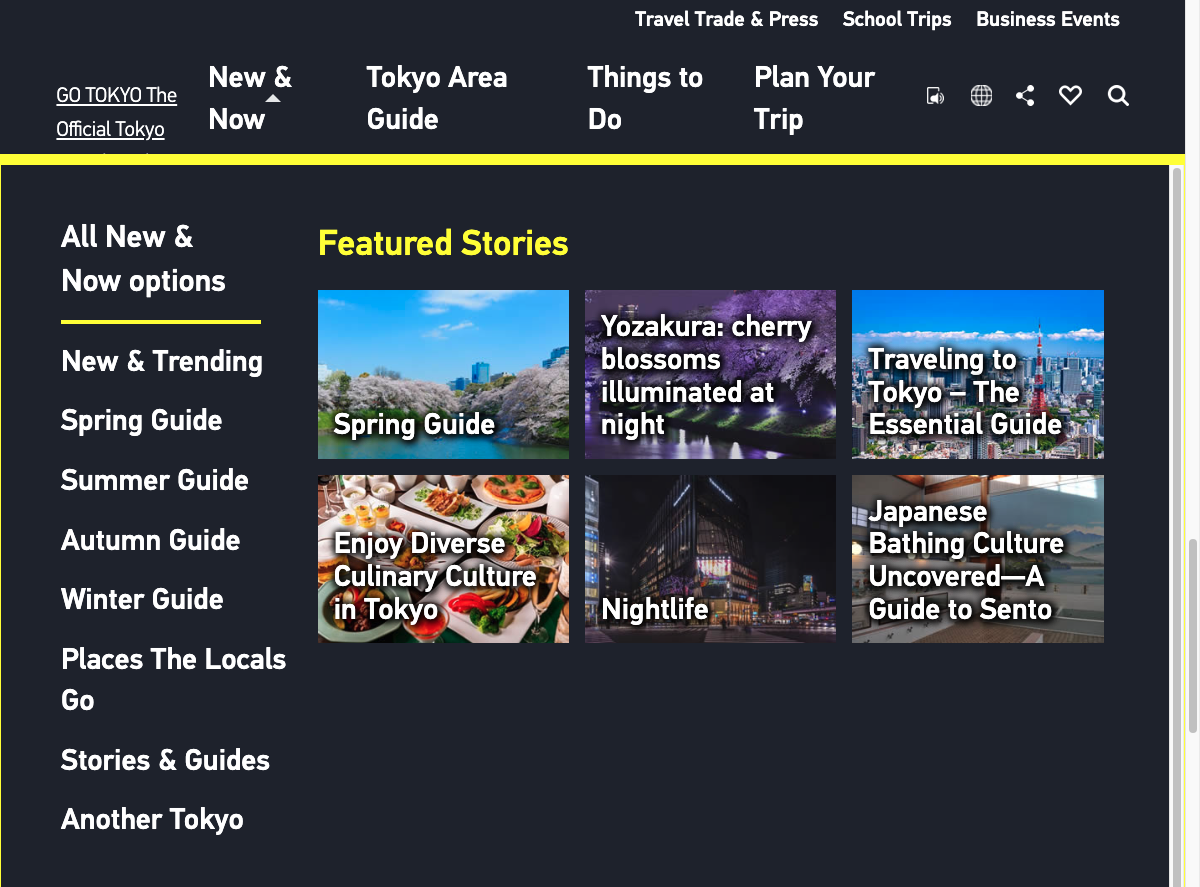 Travel Trade & Press School Trips Business Events
GO TOKYO The
Official Tokyo
New &
Now
Tokyo Area
Guide
Things to
Do
Plan Your
Trip
All New &
Now options
New & Trending
Spring Guide
Summer Guide
Autumn Guide
Winter Guide
Places The Locals
Go
Stories & Guides
Another Tokyo
Featured Stories
Spring Guide
Yozakura: cherry
blossoms
illuminated at
night
Traveling to
Tokyo – The
Essential Guide
Enjoy Diverse
Culinary Culture
in Tokyo
Nightlife
Japanese
Bathing Culture
Uncovered—A
Guide to Sento